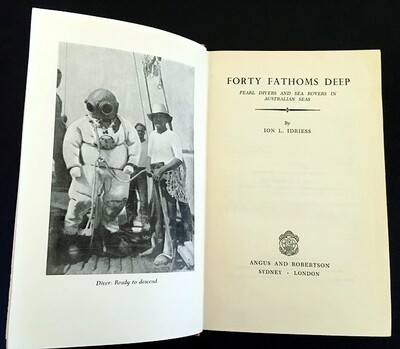 Diver: Ready to descend.
FORTY FATHOMS DEEP
PEARL DIVERS AND SEA ROVERS IN
AUSTRALIAN SEAS
By
ION L. IDRIESS
ANGUS AND ROBERTSON
SYDNEY · LONDON